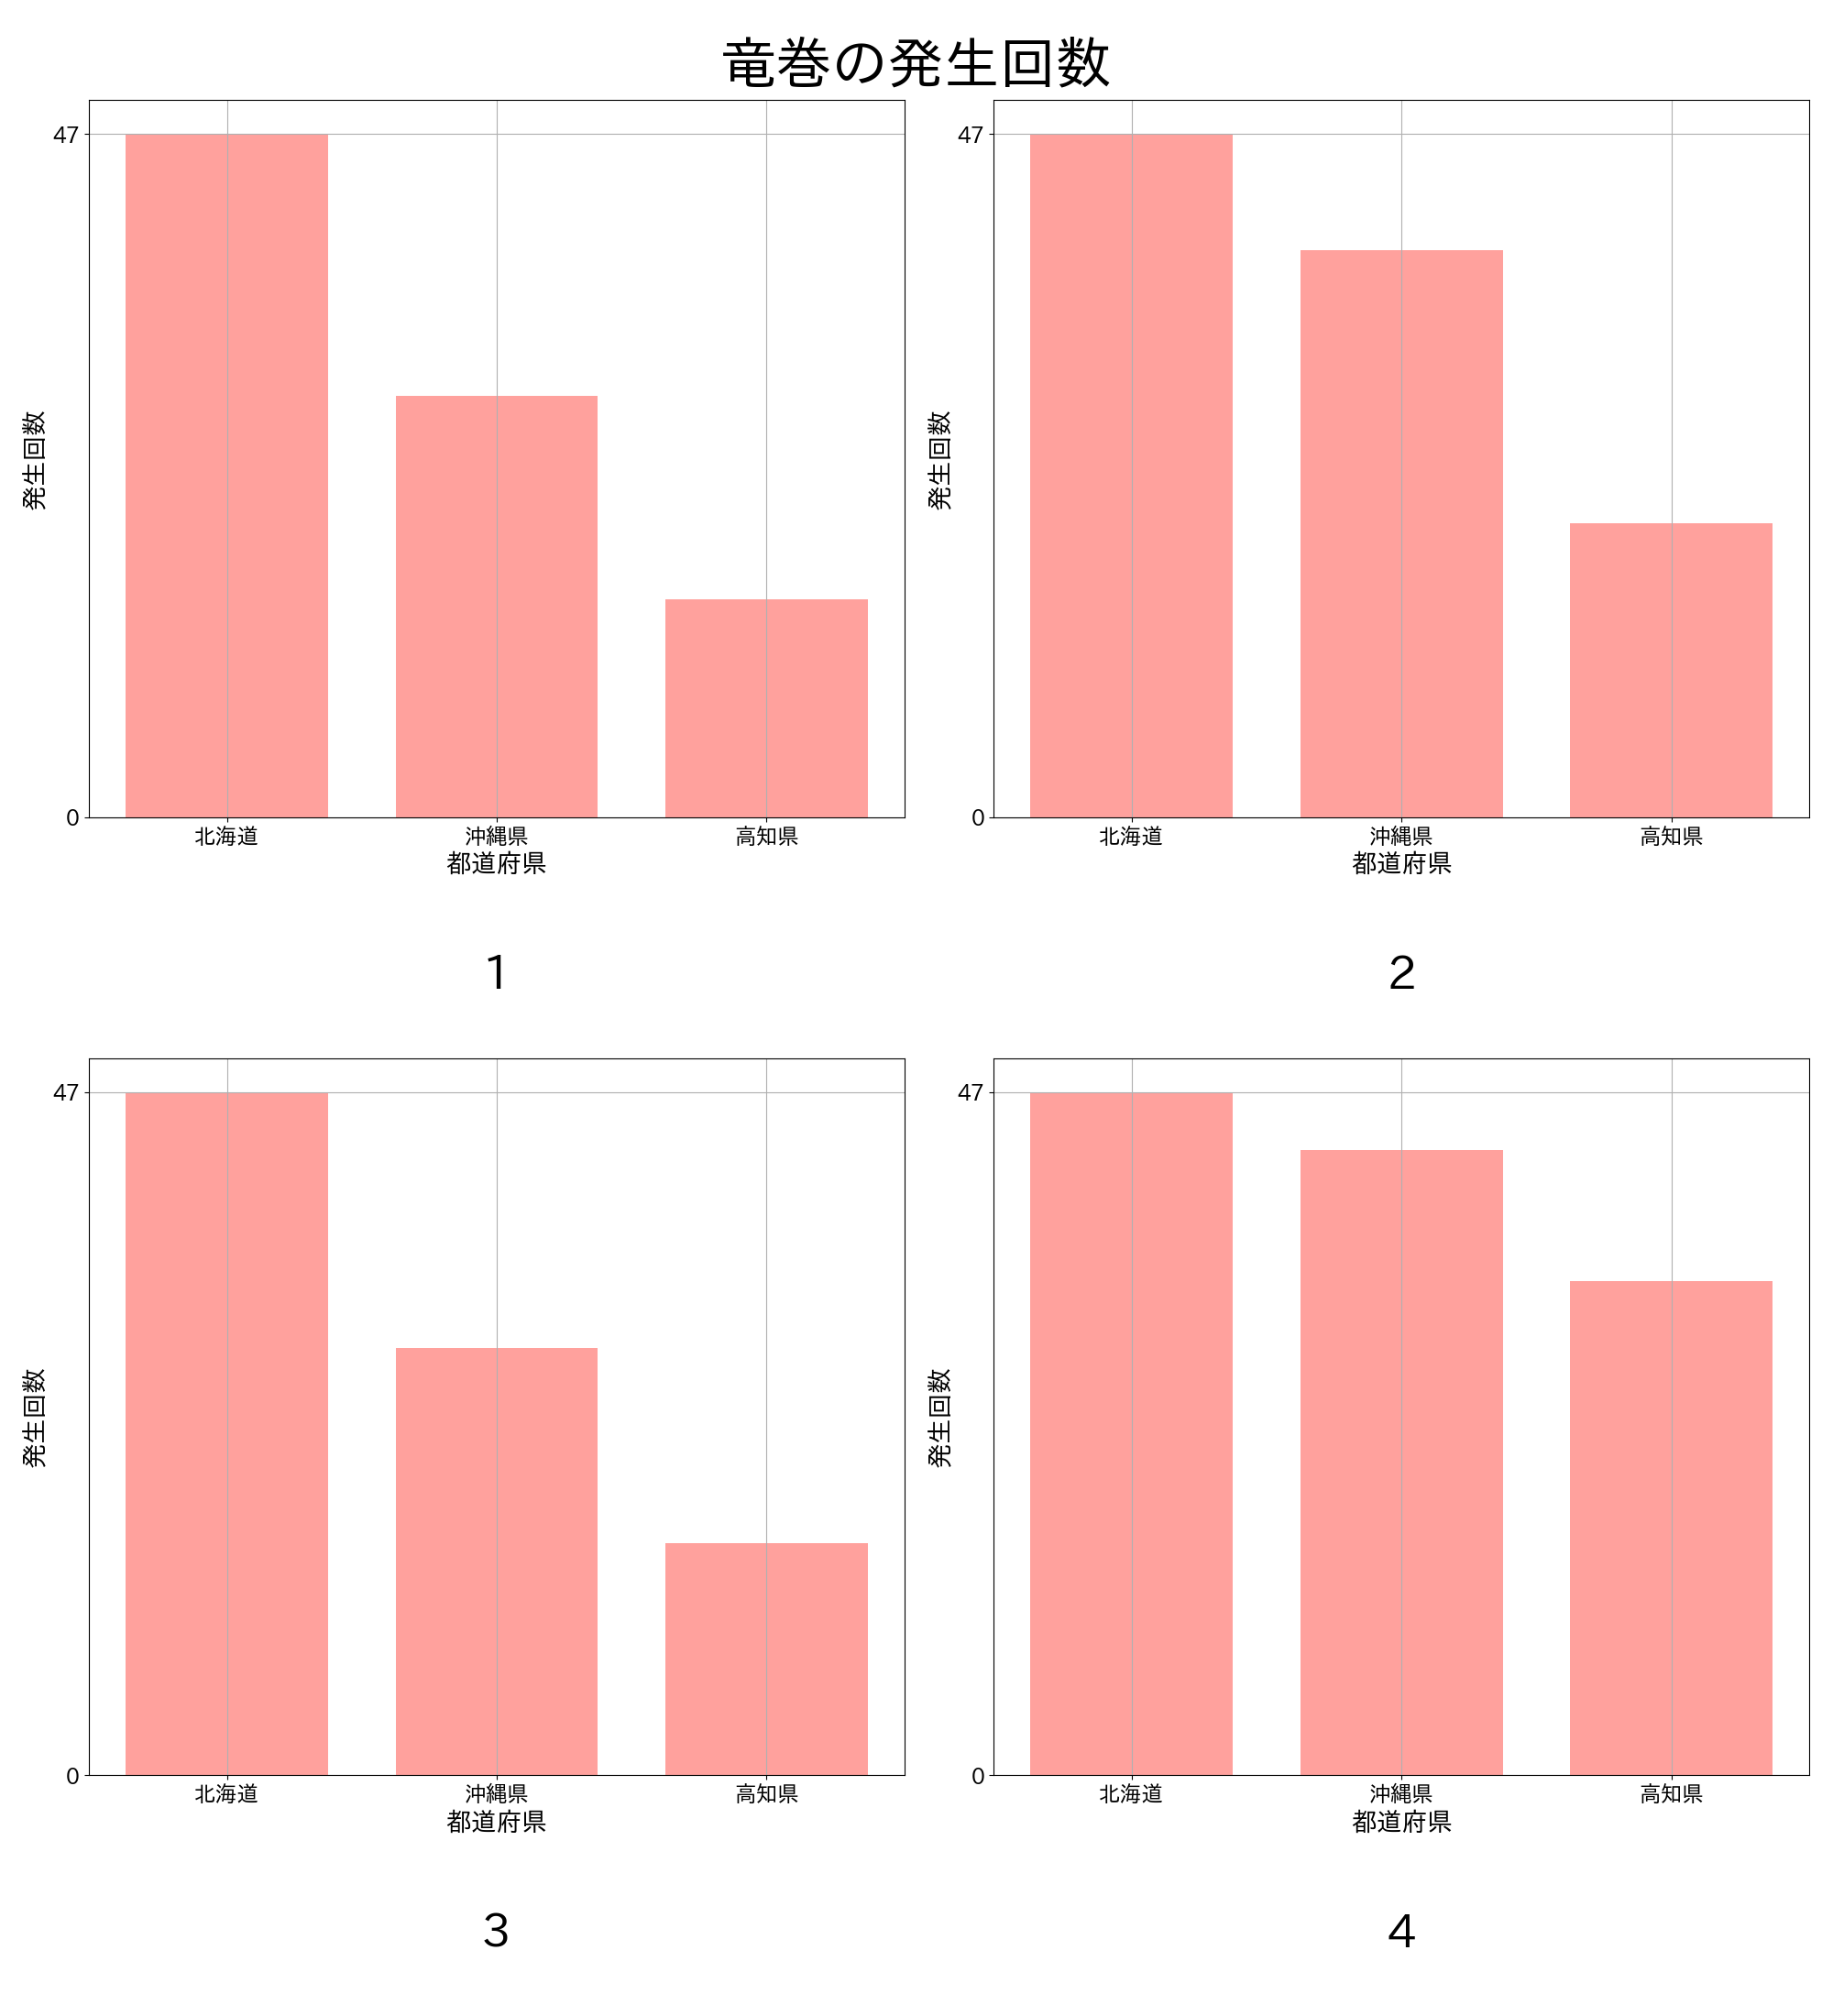 竜巻の発生回数
47
発生回数
0
北海道 沖縄県 高知県
都道府県
1
47
発生回数
0
北海道 沖縄県 高知県
都道府県
2
47
発生回数
0
北海道 沖縄県 高知県
都道府県
3
47
発生回数
0
北海道 沖縄県 高知県
都道府県
4